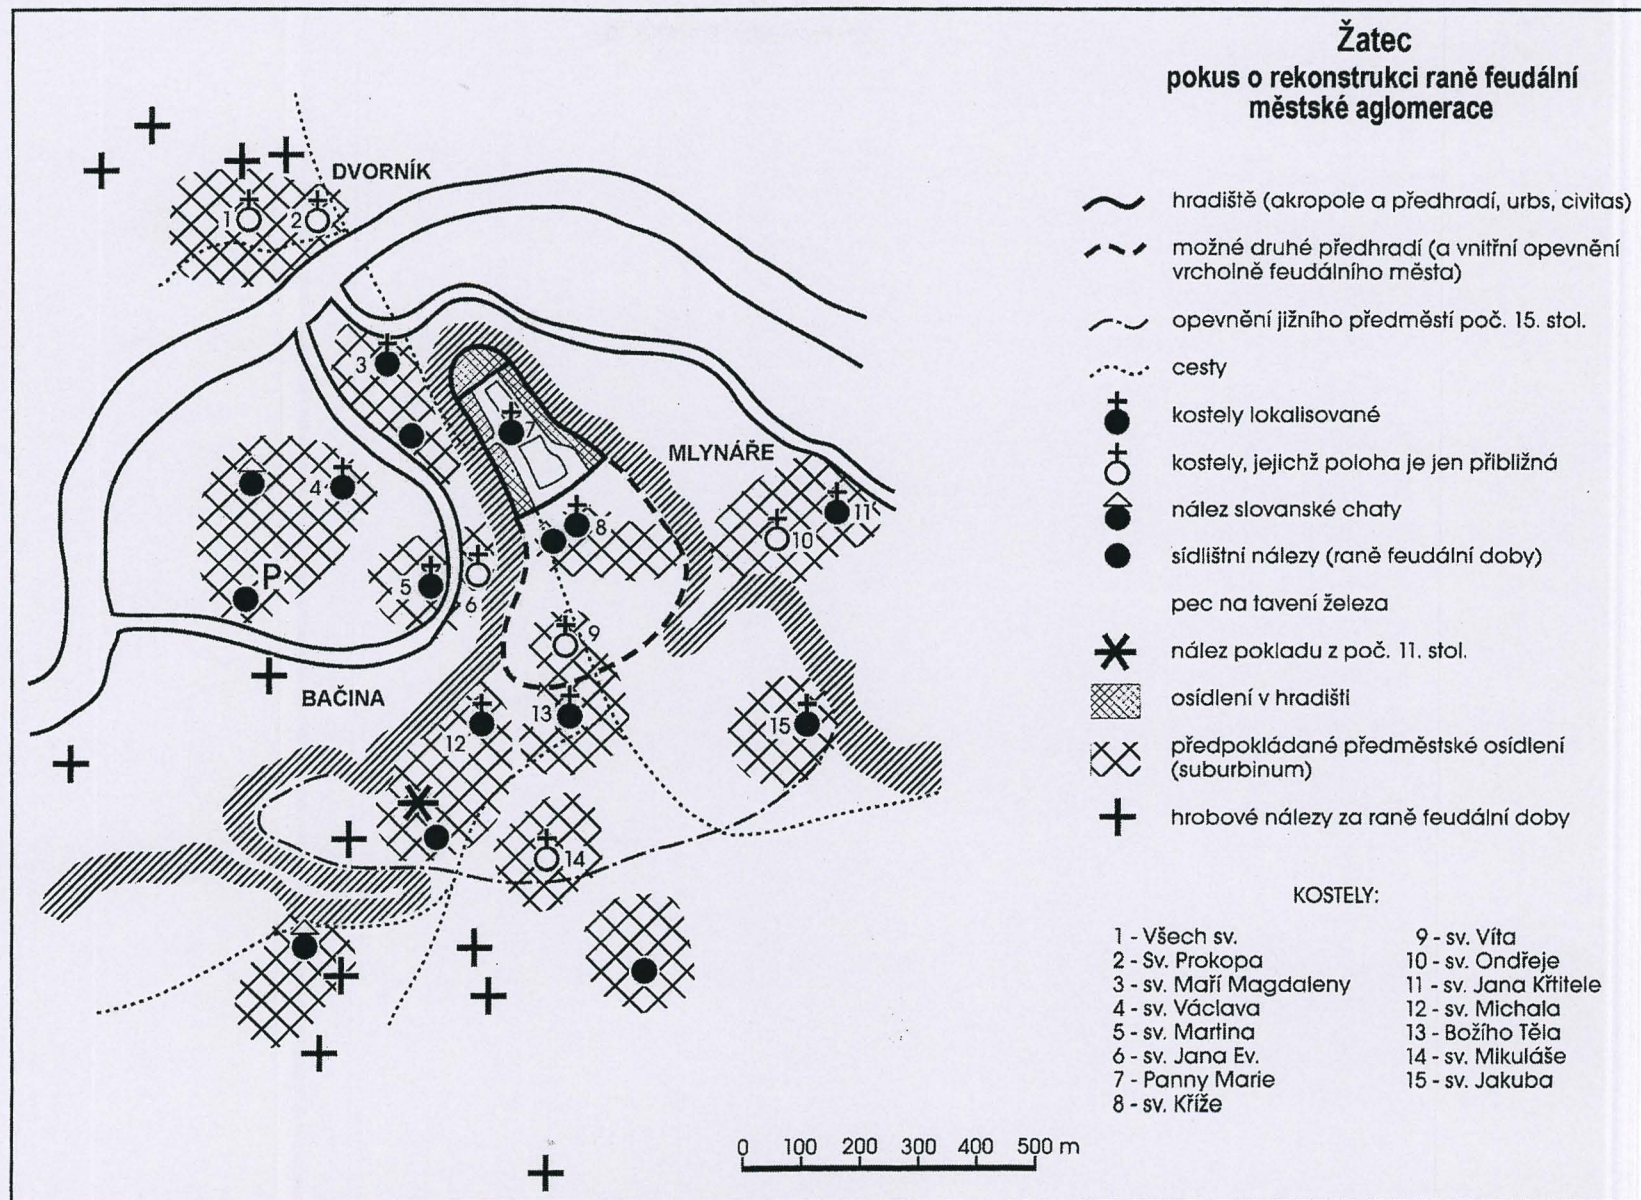 Žatec
pokus o rekonstrukci raně feudální
městské aglomerace
hradiště (akropole a předhradí, urbs, civitas)
možné druhé předhradí (a vnitřní opevnění
vrcholně feudálního města)
opevnění jižního předměstí poč. 15. stol.
cesty
kostely lokalisované
kostely, jejichž poloha je jen přibližná
nález slovanské chaty
sídlištní nálezy (raně feudální doby)
pec na tavení železa
nález pokladu z poč. 11. stol.
osídlení v hradišti
předpokládané předměstské osídlení
(suburbinum)
hrobové nálezy za raně feudální doby
KOSTELY:
1 - Všech sv.
2 - Sv. Prokopa
3 - sv. Maří Magdaleny
4 - sv. Václava
5 - sv. Martina
6 - sv. Jana Ev.
7 - Panny Marie
8 - sv. Kříže
9 - sv. Víta
10 - sv. Ondřeje
11 - sv. Jana Křtitele
12 - sv. Michala
13 - Božího Těla
14 - sv. Mikuláše
15 - sv. Jakuba
DVORNÍK
1
2
3
7
MLYNÁŘE
4
11
8
10
P
5
6
9
BAČINA
13
12
15
14
0 100 200 300 400 500 m